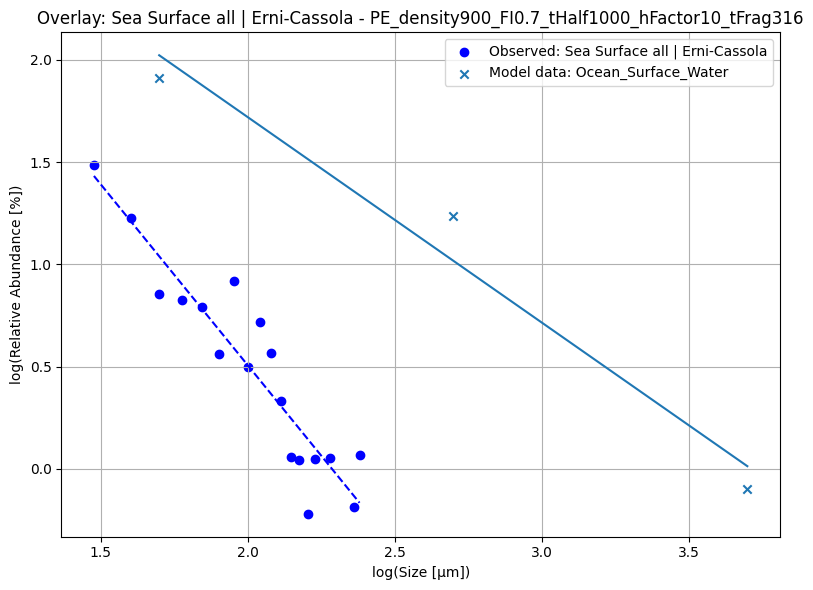 Overlay: Sea Surface all | Erni-Cassola - PE_density900_FI0.7_tHalf1000_hFactor10_tFrag316
Observed: Sea Surface all | Erni-Cassola
Model data: Ocean_Surface_Water
log(Relative Abundance [%])
2.0
1.5
1.0
0.5
0.0
1.5
2.0
2.5
3.0
3.5
log(Size [µm])